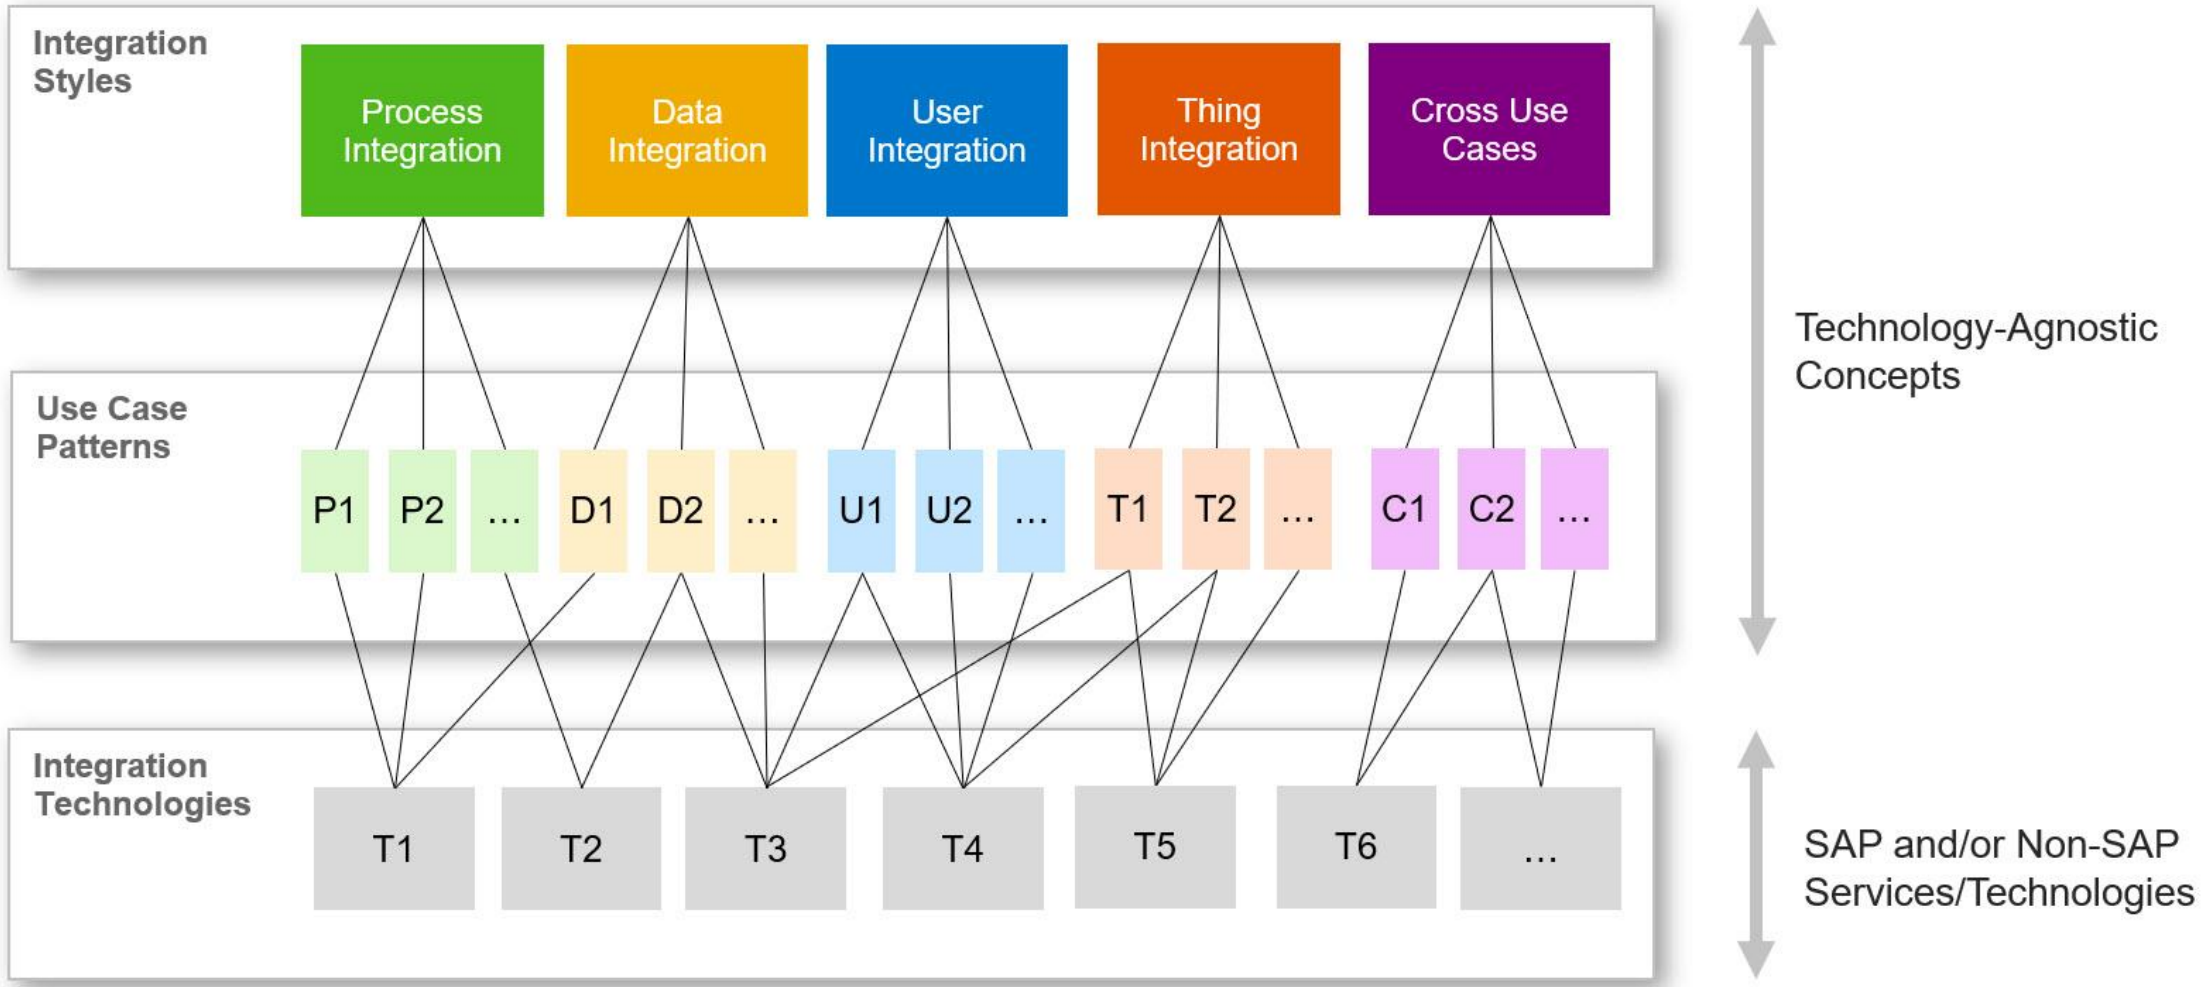 Integration
Styles
Process
Integration
Data
Integration
User
Integration
Thing
Integration
Cross Use
Cases
Technology-Agnostic
Concepts
Use Case
Patterns
P1
P2
...
D1
D2
...
U1
U2
...
T1
T2
...
C1
C2
...
Integration
Technologies
T1
T2
T3
T4
T5
T6
...
SAP and/or Non-SAP
Services/Technologies